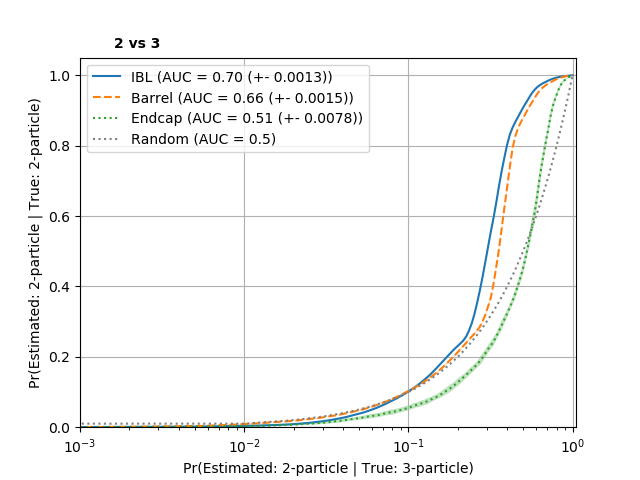 2 vs 3
IBL (AUC = 0.70 (+- 0.0013))
Barrel (AUC = 0.66 (+- 0.0015))
Endcap (AUC = 0.51 (+- 0.0078))
Random (AUC = 0.5)
Pr(Estimated: 2-particle | True: 2-particle)
1.0
0.8
0.6
0.4
0.2
0.0
10⁻³ 10⁻² 10⁻¹ 10⁰
Pr(Estimated: 2-particle | True: 3-particle)